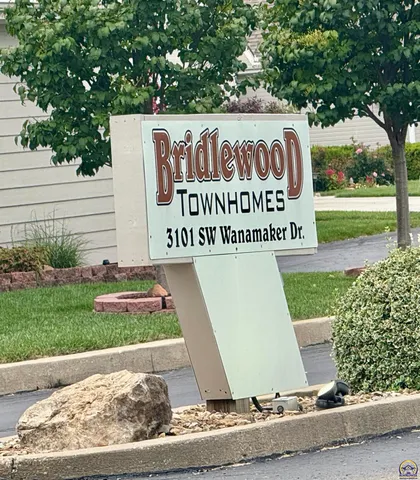 BridlewooD
TOWNHOMES
3101 SW Wanamaker Dr.